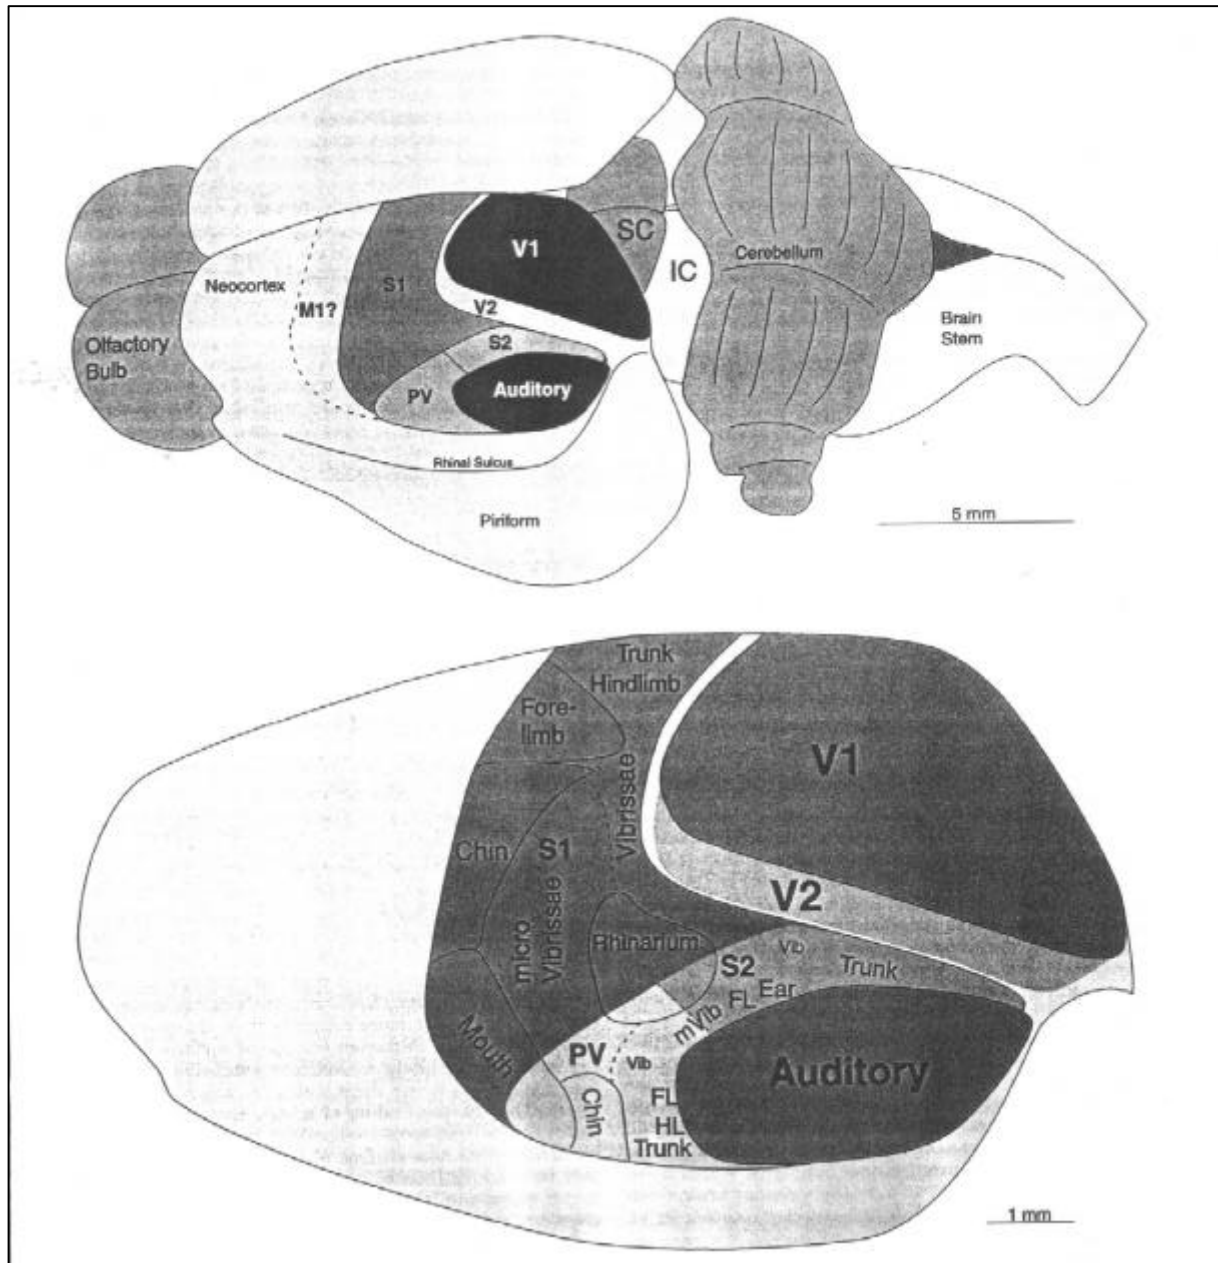 Neocortex
Olfactory
Bulb
M1?
S1
V1
V2
S2
PV
Auditory
SC
IC
Cerebellum
Brain
Stem
Rhinal Sulcus
Piriform
5 mm
Trunk
Hindlimb
Fore-
limb
Vibrissae
V1
Chin
S1
micro
Vibrissae
V2
Rhinarium
Vib
S2
Trunk
Ear
FL
mVib
Mouth
PV
Vib
Auditory
Chin
FL
HL
Trunk
1 mm